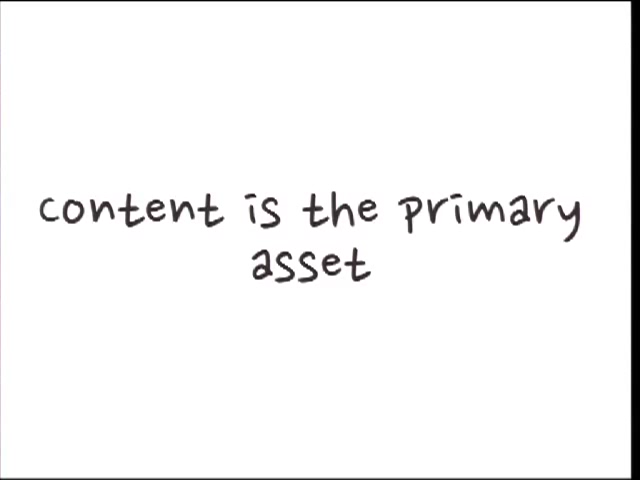 content is the primary
asset